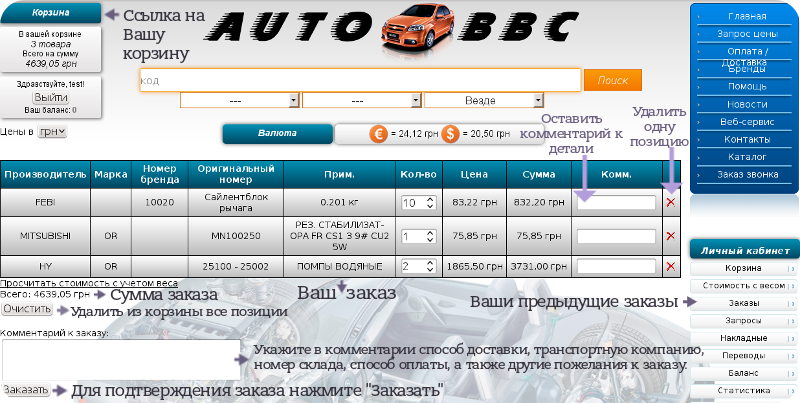 Корзина
В вашей корзине
3 товара
Всего на сумму
4639,05 грн
Здравствуйте, test!
Выйти
Ваш баланс: 0
Цены в грн
Ссылка на
Вашу
корзину
AUTO BBC
код
Поиск
--- --- Везде
Валюта
€ = 24,12 грн $ = 20,50 грн
Оставить
комментарий к
детали
Удалить
одну
позицию
Главная
Запрос цены
Оплата /
Доставка
Бренды
Помощь
Новости
Веб-сервис
Контакты
Каталог
Заказ звонка
Производитель Марка Номер бренда Оригинальный номер Прим. Кол-во Цена Сумма Комм.
FEBI 10020 Сайлентблок рычага 0.201 кг 10 83,22 грн 832,20 грн X
MITSUBISHI OR MN100250 РЕЗ. СТАБИЛИЗАТ-
ОРА FR CS1 3 9# CU2
5W
1 75,85 грн 75,85 грн X
HY OR 25100 - 25002 ПОМПЫ ВОДЯНЫЕ 2 1865,50 грн 3731,00 грн X
Просчитать стоимость с учетом веса
Всего: 4639,05 грн
Сумма заказа
Ваш заказ
Очистить
Удалить из корзины все позиции
Ваши предыдущие заказы
Комментарий к заказу:
Укажите в комментарии способ доставки, транспортную компанию,
номер склада, способ оплаты, а также другие пожелания к заказу.
Заказать
Для подтверждения заказа нажмите "Заказать"
Личный кабинет
Корзина
Стоимость с весом
Заказы
Запросы
Накладные
Переводы
Баланс
Статистика